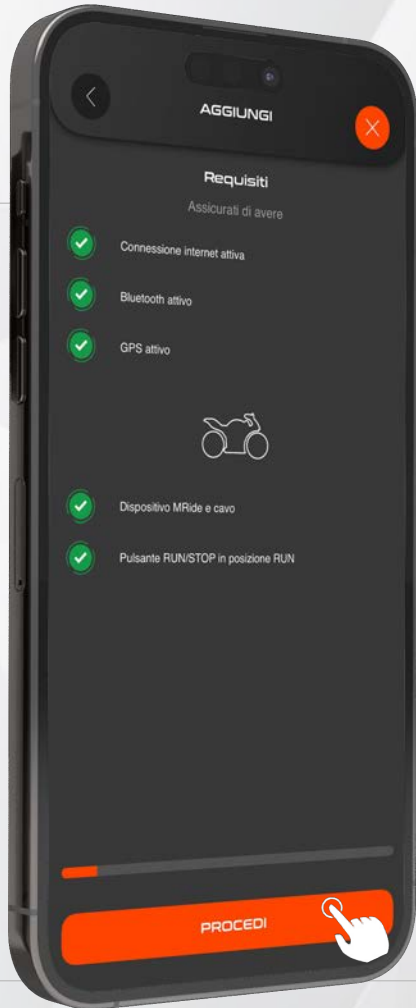 AGGIUNGI
Requisiti
Assicurati di avere
Connessione internet attiva
Bluetooth attivo
GPS attivo
Dispositivo MRide e cavo
Pulsante RUN/STOP in posizione RUN
PROCEDI